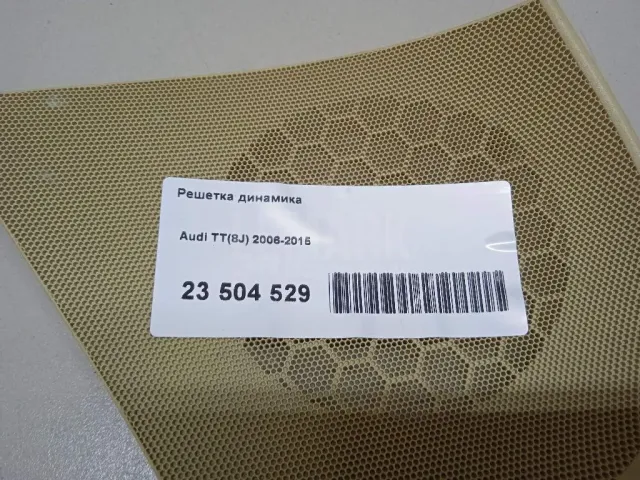 Решетка динамика
Audi TT(8J) 2006-2015
23 504 529